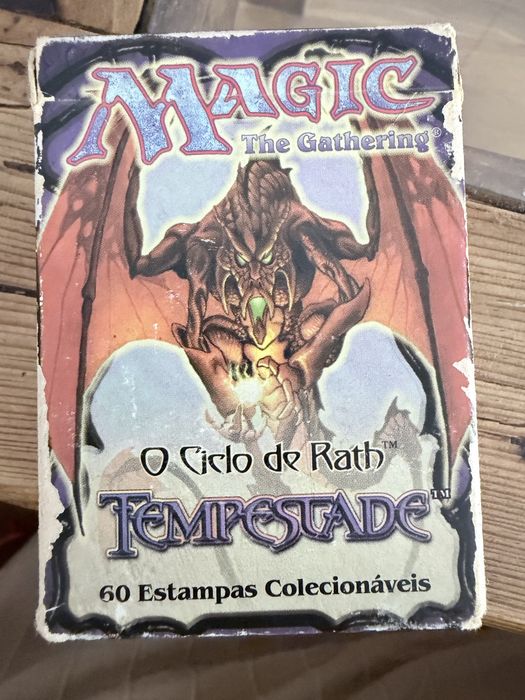 MAGIC
The Gathering®
O Ciclo de Rath™
TEMPESTADE™
60 Estampas Colecionáveis